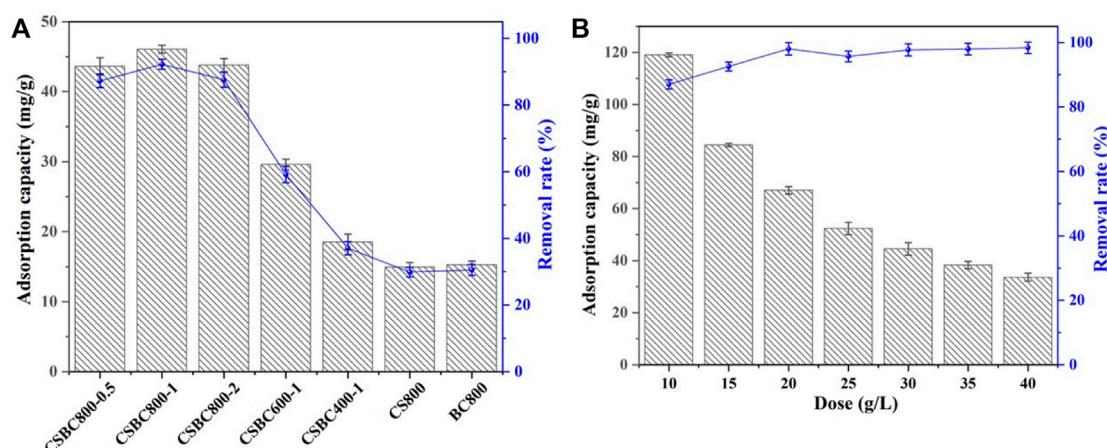 A
50
40
30
20
10
0
Adsorption capacity (mg/g)
100
80
60
40
20
0
Removal rate (%)
CSBC800-0.5
CSBC800-1
CSBC800-2
CSBC600-1
CSBC400-1
CS800
BC800
B
120
100
80
60
40
20
0
Adsorption capacity (mg/g)
100
80
60
40
20
0
Removal rate (%)
10 15 20 25 30 35 40
Dose (g/L)